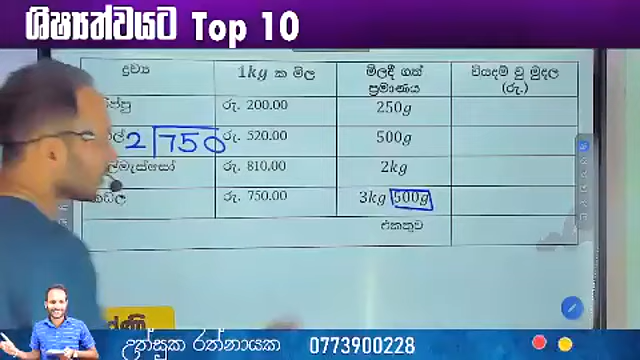 ශිෂ්‍යත්වයට Top 10
ද්‍රව්‍ය 1kg ක මිල මිලදී ගත් ප්‍රමාණය වියදම් වු මුදල (රු.)
රු. 200.00 250g
2 750 රු. 520.00 500g
රු. 810.00 2kg
රු. 750.00 3kg 500g
එකතුව
උත්සුක රත්නායක 0773900228